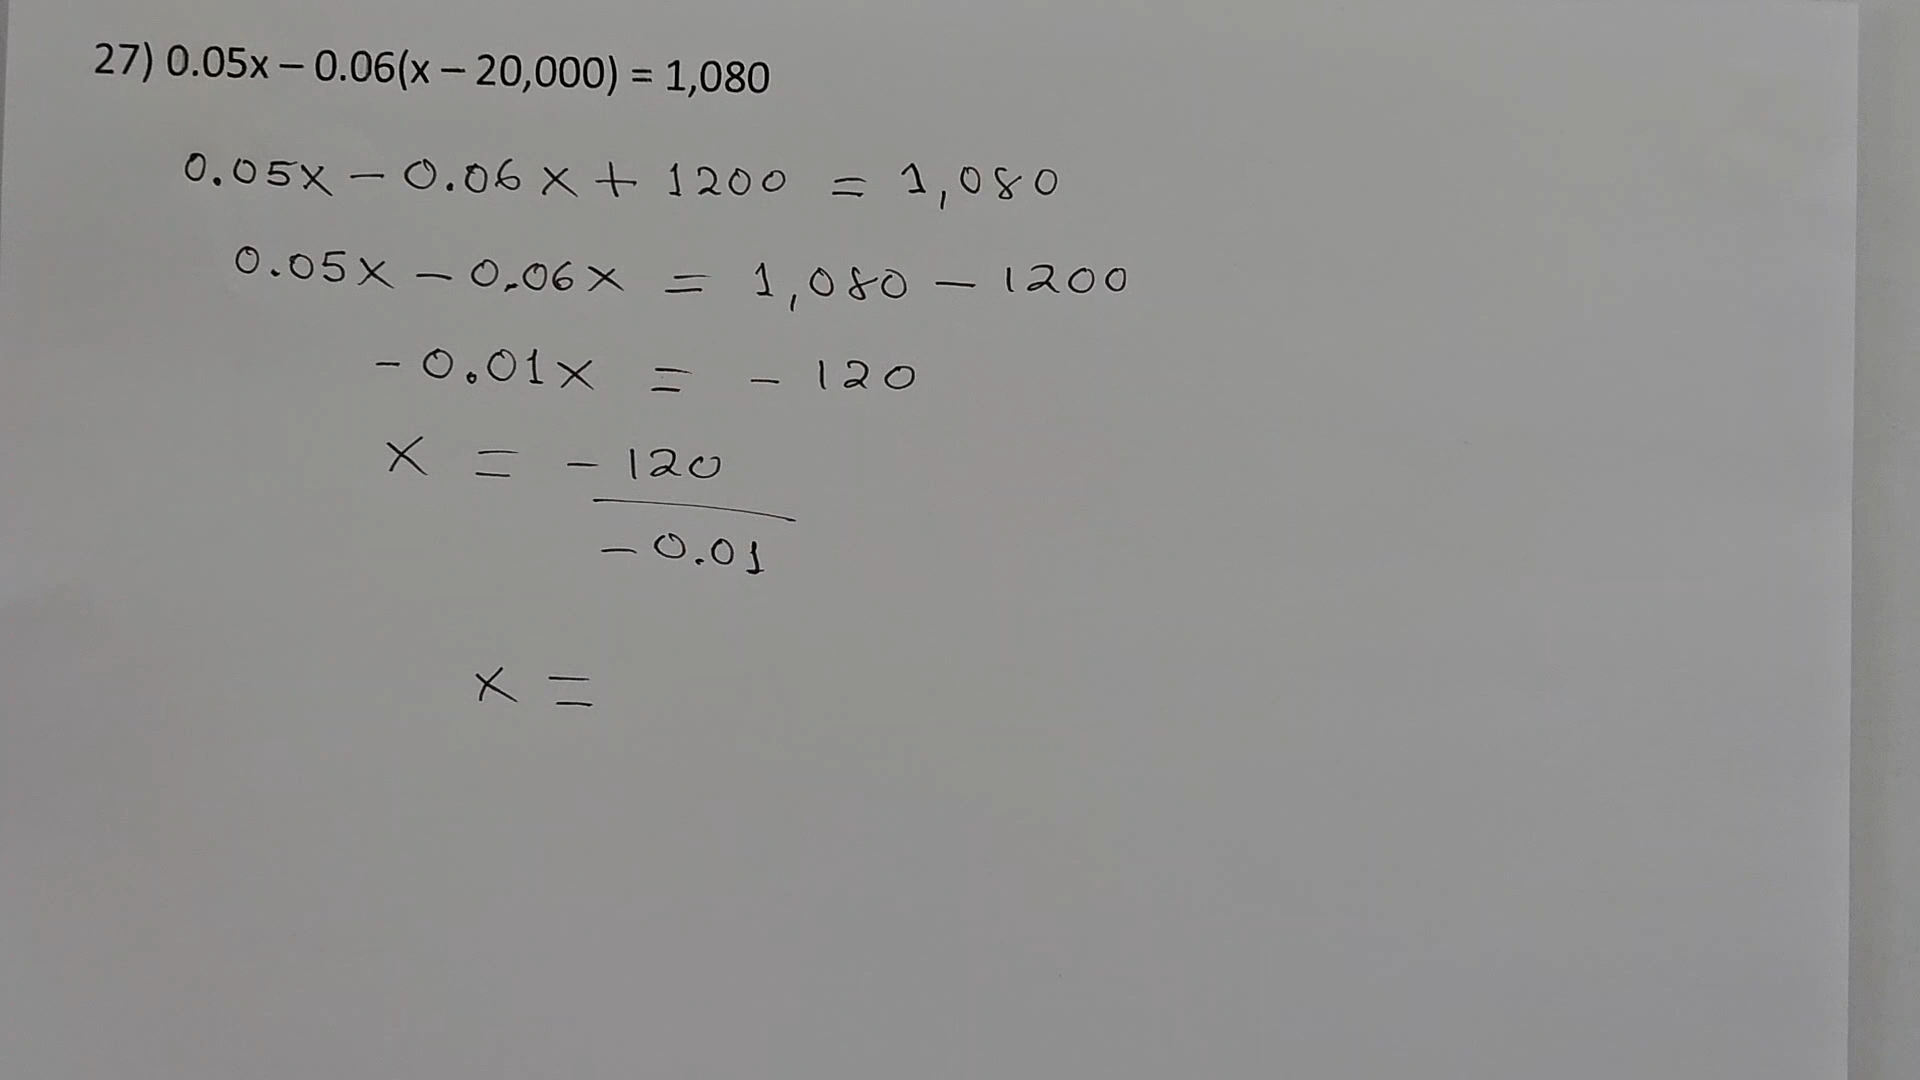 27) 0.05x – 0.06(x – 20,000) = 1,080
0.05x - 0.06x + 1200 = 1,080
0.05x - 0.06x = 1,080 - 1200
- 0.01x = - 120
x = - 120
- 0.01
x =